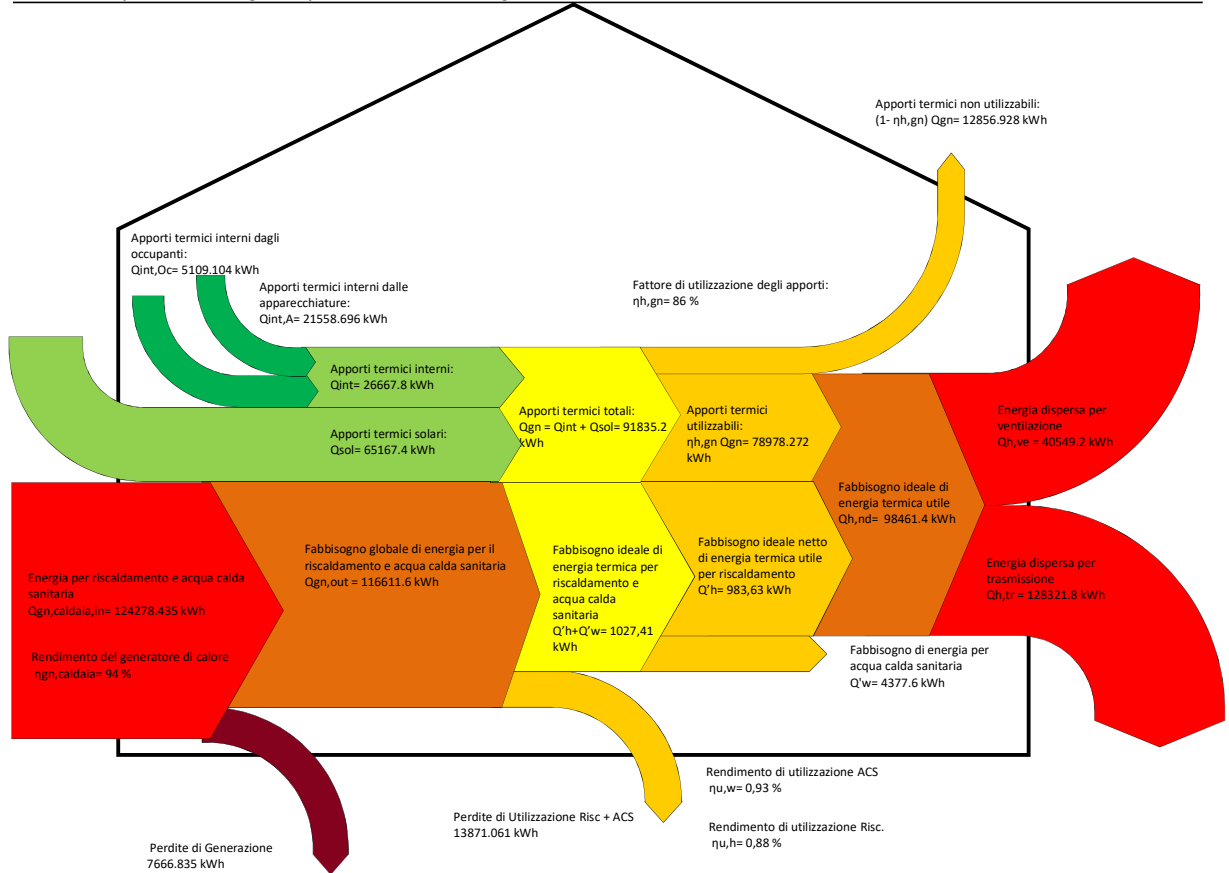 Apporti termici non utilizzabili:
(1- ηh,gn) Qgn= 12856.928 kWh
Apporti termici interni dagli
occupanti:
Qint,Oc= 5109.104 kWh
Apporti termici interni dalle
apparecchiature:
Qint,A= 21558.696 kWh
Fattore di utilizzazione degli apporti:
ηh,gn= 86 %
Apporti termici interni:
Qint= 26667.8 kWh
Apporti termici solari:
Qsol= 65167.4 kWh
Apporti termici totali:
Qgn = Qint + Qsol= 91835.2
kWh
Apporti termici
utilizzabili:
ηh,gn Qgn= 78978.272
kWh
Energia dispersa per
ventilazione
Qh,ve = 40549.2 kWh
Fabbisogno ideale di
energia termica utile
Qh,nd= 98461.4 kWh
Energia per riscaldamento e acqua calda
sanitaria
Qgn,caldaia,in= 124278.435 kWh
Rendimento del generatore di calore
ηgn,caldaia= 94 %
Fabbisogno globale di energia per il
riscaldamento e acqua calda sanitaria
Qgn,out = 116611.6 kWh
Fabbisogno ideale di
energia termica per
riscaldamento e
acqua calda
sanitaria
Q’h+Q’w= 1027,41
kWh
Fabbisogno ideale netto
di energia termica utile
per riscaldamento
Q’h= 983,63 kWh
Energia dispersa per
trasmissione
Qh,tr = 128321.8 kWh
Fabbisogno di energia per
acqua calda sanitaria
Q'w= 4377.6 kWh
Rendimento di utilizzazione ACS
ηu,w= 0,93 %
Rendimento di utilizzazione Risc.
ηu,h= 0,88 %
Perdite di Utilizzazione Risc + ACS
13871.061 kWh
Perdite di Generazione
7666.835 kWh